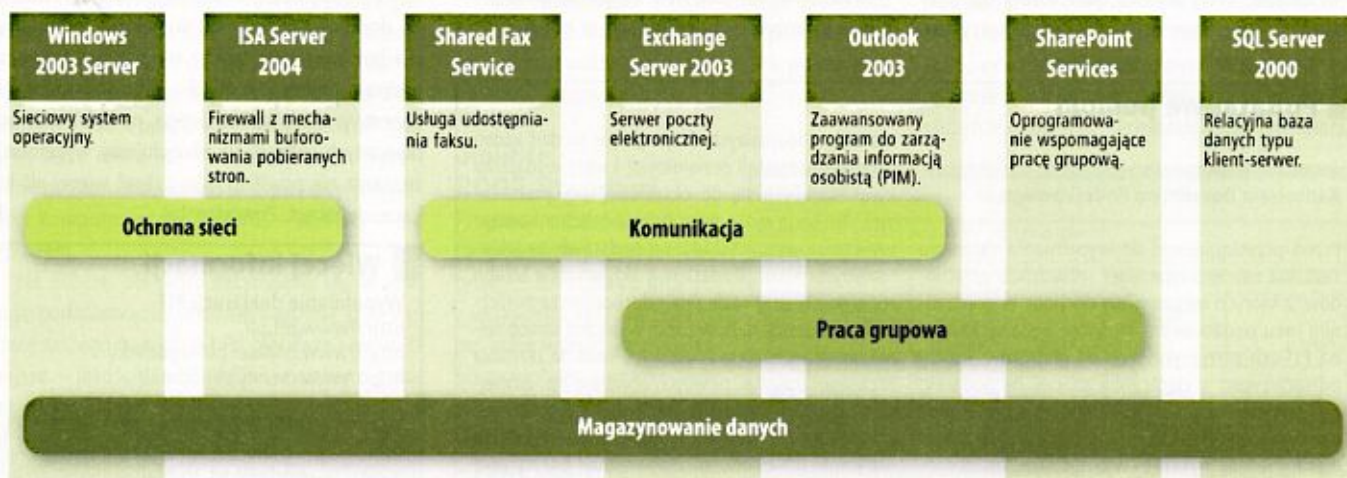 Windows
2003 Server
ISA Server
2004
Shared Fax
Service
Exchange
Server 2003
Outlook
2003
SharePoint
Services
SQL Server
2000
Sieciowy system
operacyjny.
Firewall z mecha-
nizmami buforo-
wania pobieranych
stron.
Usługa udostępnia-
nia faksu.
Serwer poczty
elektronicznej.
Zaawansowany
program do zarzą-
dzania informacją
osobistą (PIM).
Oprogramowa-
nie wspomagające
pracę grupową.
Relacyjna baza
danych typu
klient-serwer.
Ochrona sieci
Komunikacja
Praca grupowa
Magazynowanie danych